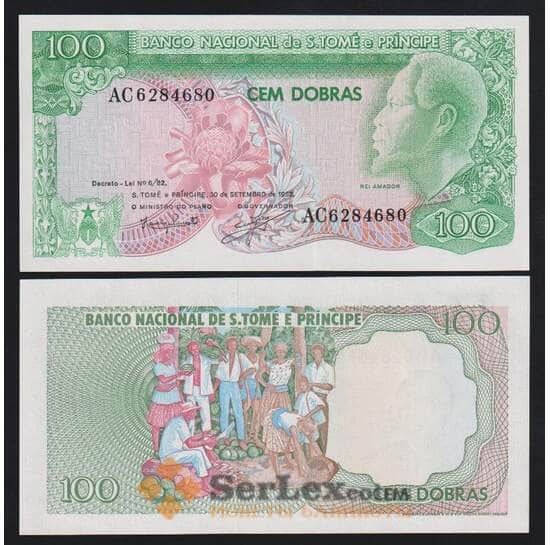 100
BANCO NACIONAL de S.TOMÉ e PRÍNCIPE
AC6284680
CEM DOBRAS
Decreto - Lei Nº 6/82,
S. TOMÉ e PRÍNCIPE, 30 de SETEMBRO de 1982,
O MINISTRO do PLANO O.GOVERNADOR
REI AMADOR
AC6284680
100
BANCO NACIONAL DE S.TOMÉ E PRÍNCIPE
100
100
CEM DOBRAS
SerLex.com